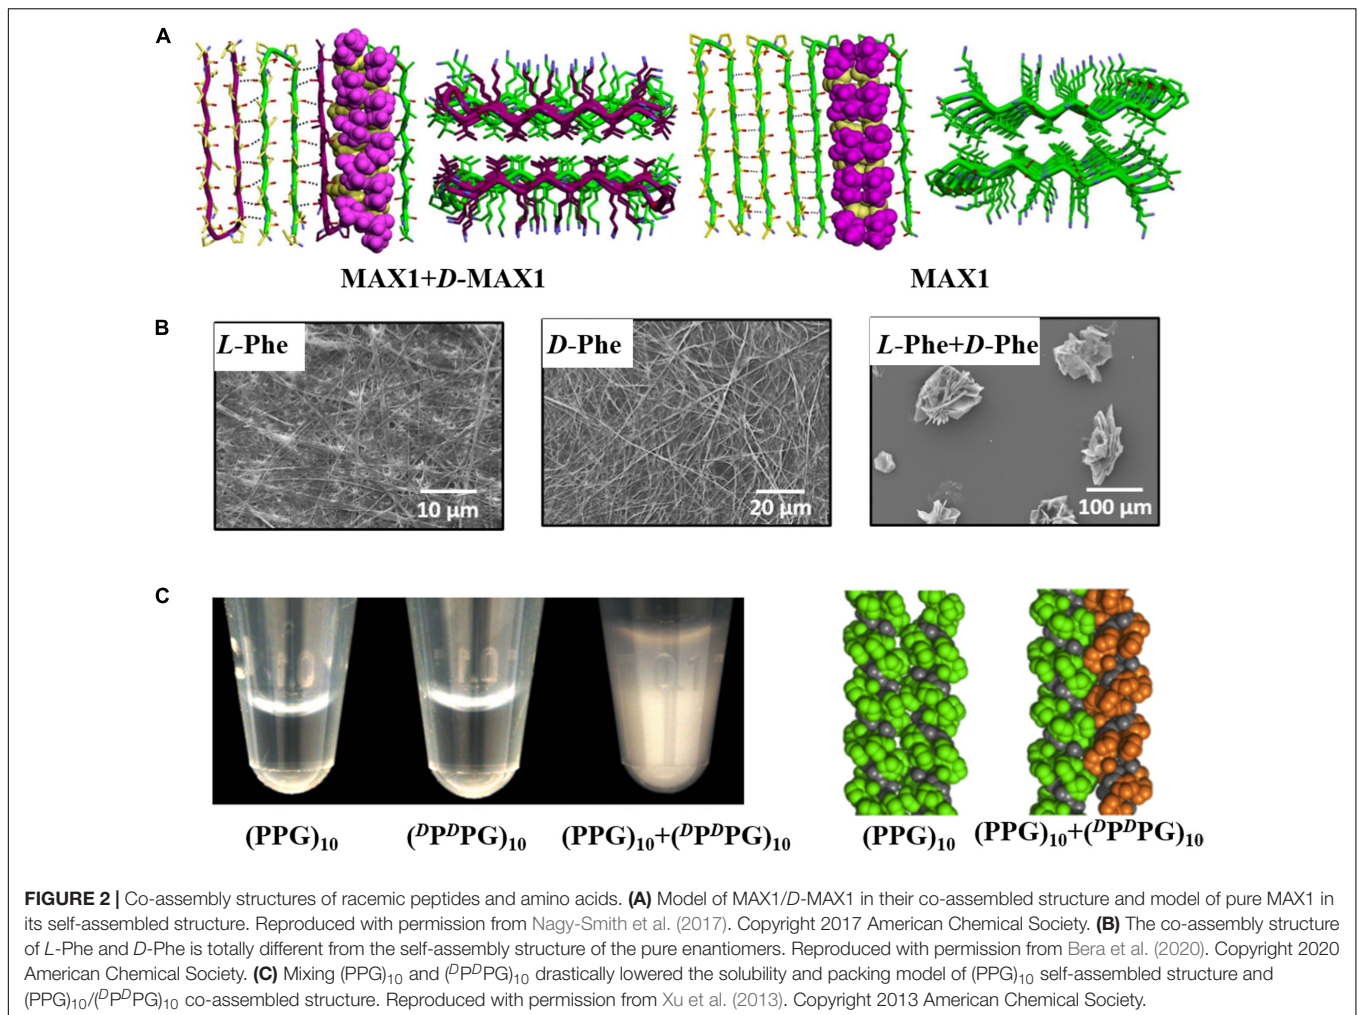 A
MAX1+D-MAX1
MAX1
B
L-Phe
D-Phe
L-Phe+D-Phe
10 μm
20 μm
100 μm
C
(PPG)10
(DPDPG)10
(PPG)10+(DPDPG)10
(PPG)10
(PPG)10+(DPDPG)10
FIGURE 2 | Co-assembly structures of racemic peptides and amino acids. (A) Model of MAX1/D-MAX1 in their co-assembled structure and model of pure MAX1 in
its self-assembled structure. Reproduced with permission from Nagy-Smith et al. (2017). Copyright 2017 American Chemical Society. (B) The co-assembly structure
of L-Phe and D-Phe is totally different from the self-assembly structure of the pure enantiomers. Reproduced with permission from Bera et al. (2020). Copyright 2020
American Chemical Society. (C) Mixing (PPG)10 and (DPDPG)10 drastically lowered the solubility and packing model of (PPG)10 self-assembled structure and
(PPG)10/(DPDPG)10 co-assembled structure. Reproduced with permission from Xu et al. (2013). Copyright 2013 American Chemical Society.